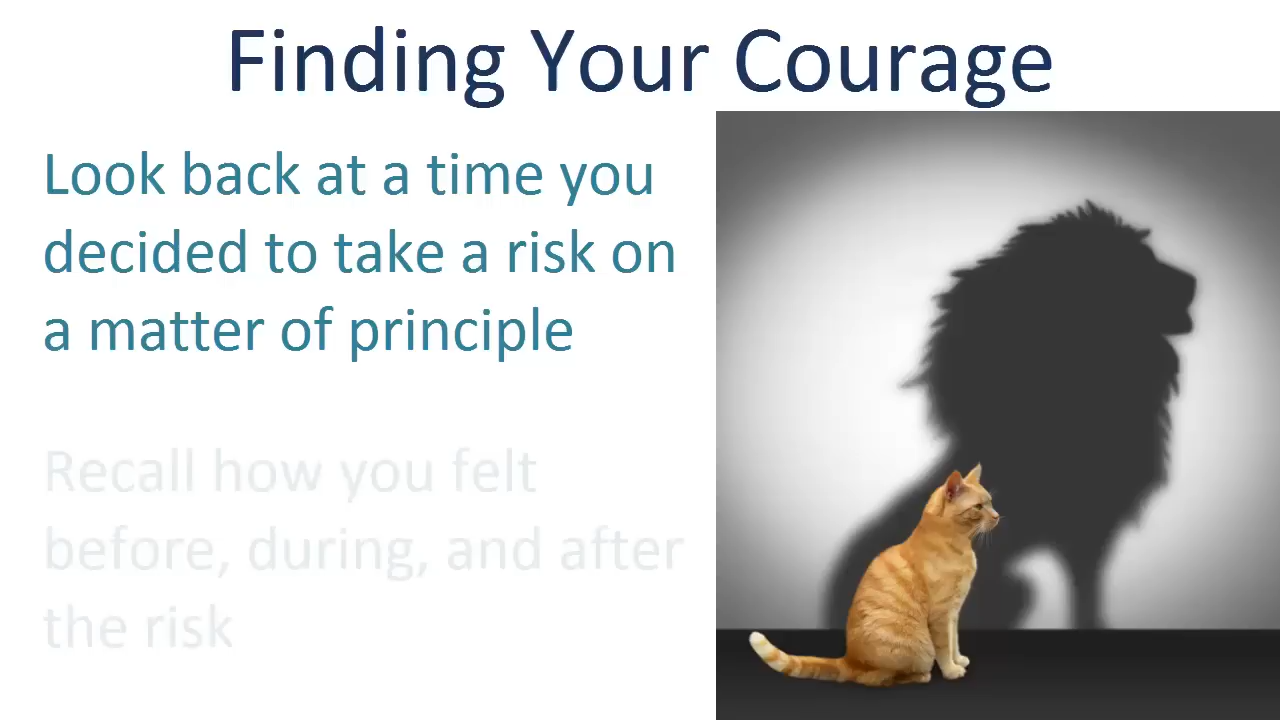 Finding Your Courage
Look back at a time you
decided to take a risk on
a matter of principle
Recall how you felt
before, during, and after
the risk